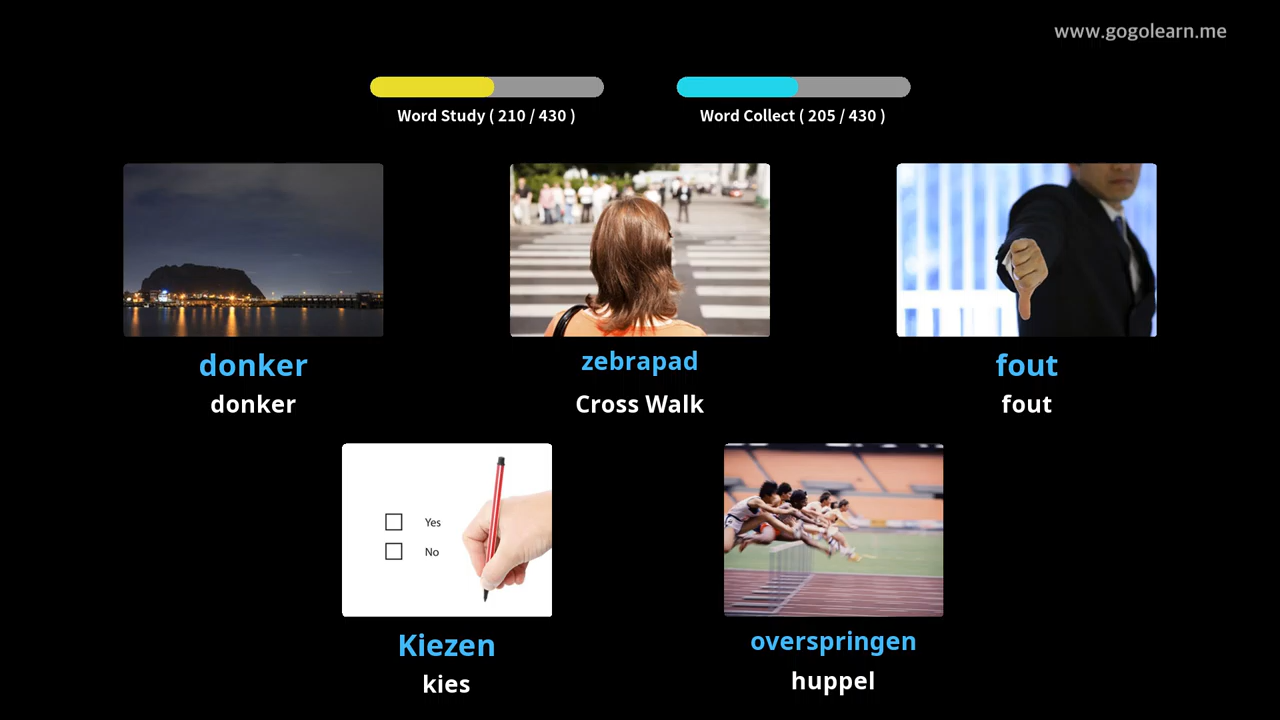 www.gogolearn.me
Word Study ( 210 / 430 )
Word Collect ( 205 / 430 )
donker
zebrapad
fout
donker
Cross Walk
fout
Yes
No
Kiezen
overspringen
kies
huppel